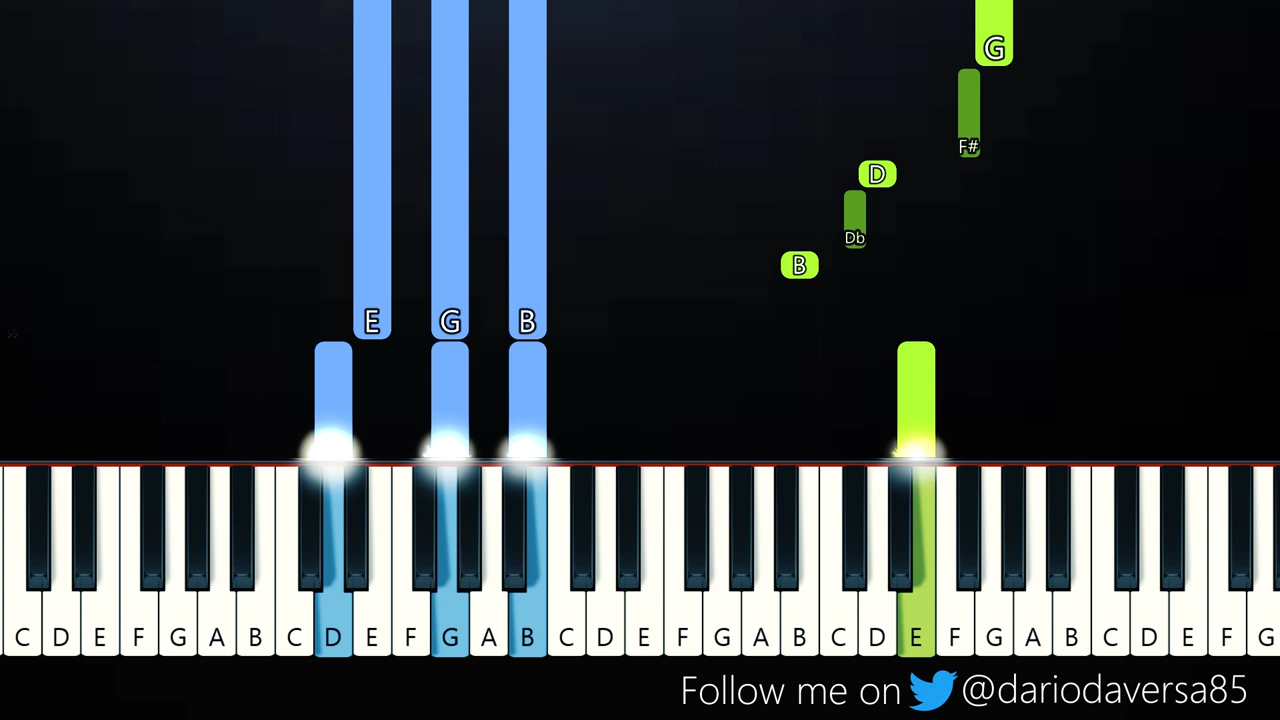 G
F#
D
Db
B
E G B
C D E F G A B C D E F G A B C D E F G A B C D E F G A B C D E F G
Follow me on @dariodaversa85